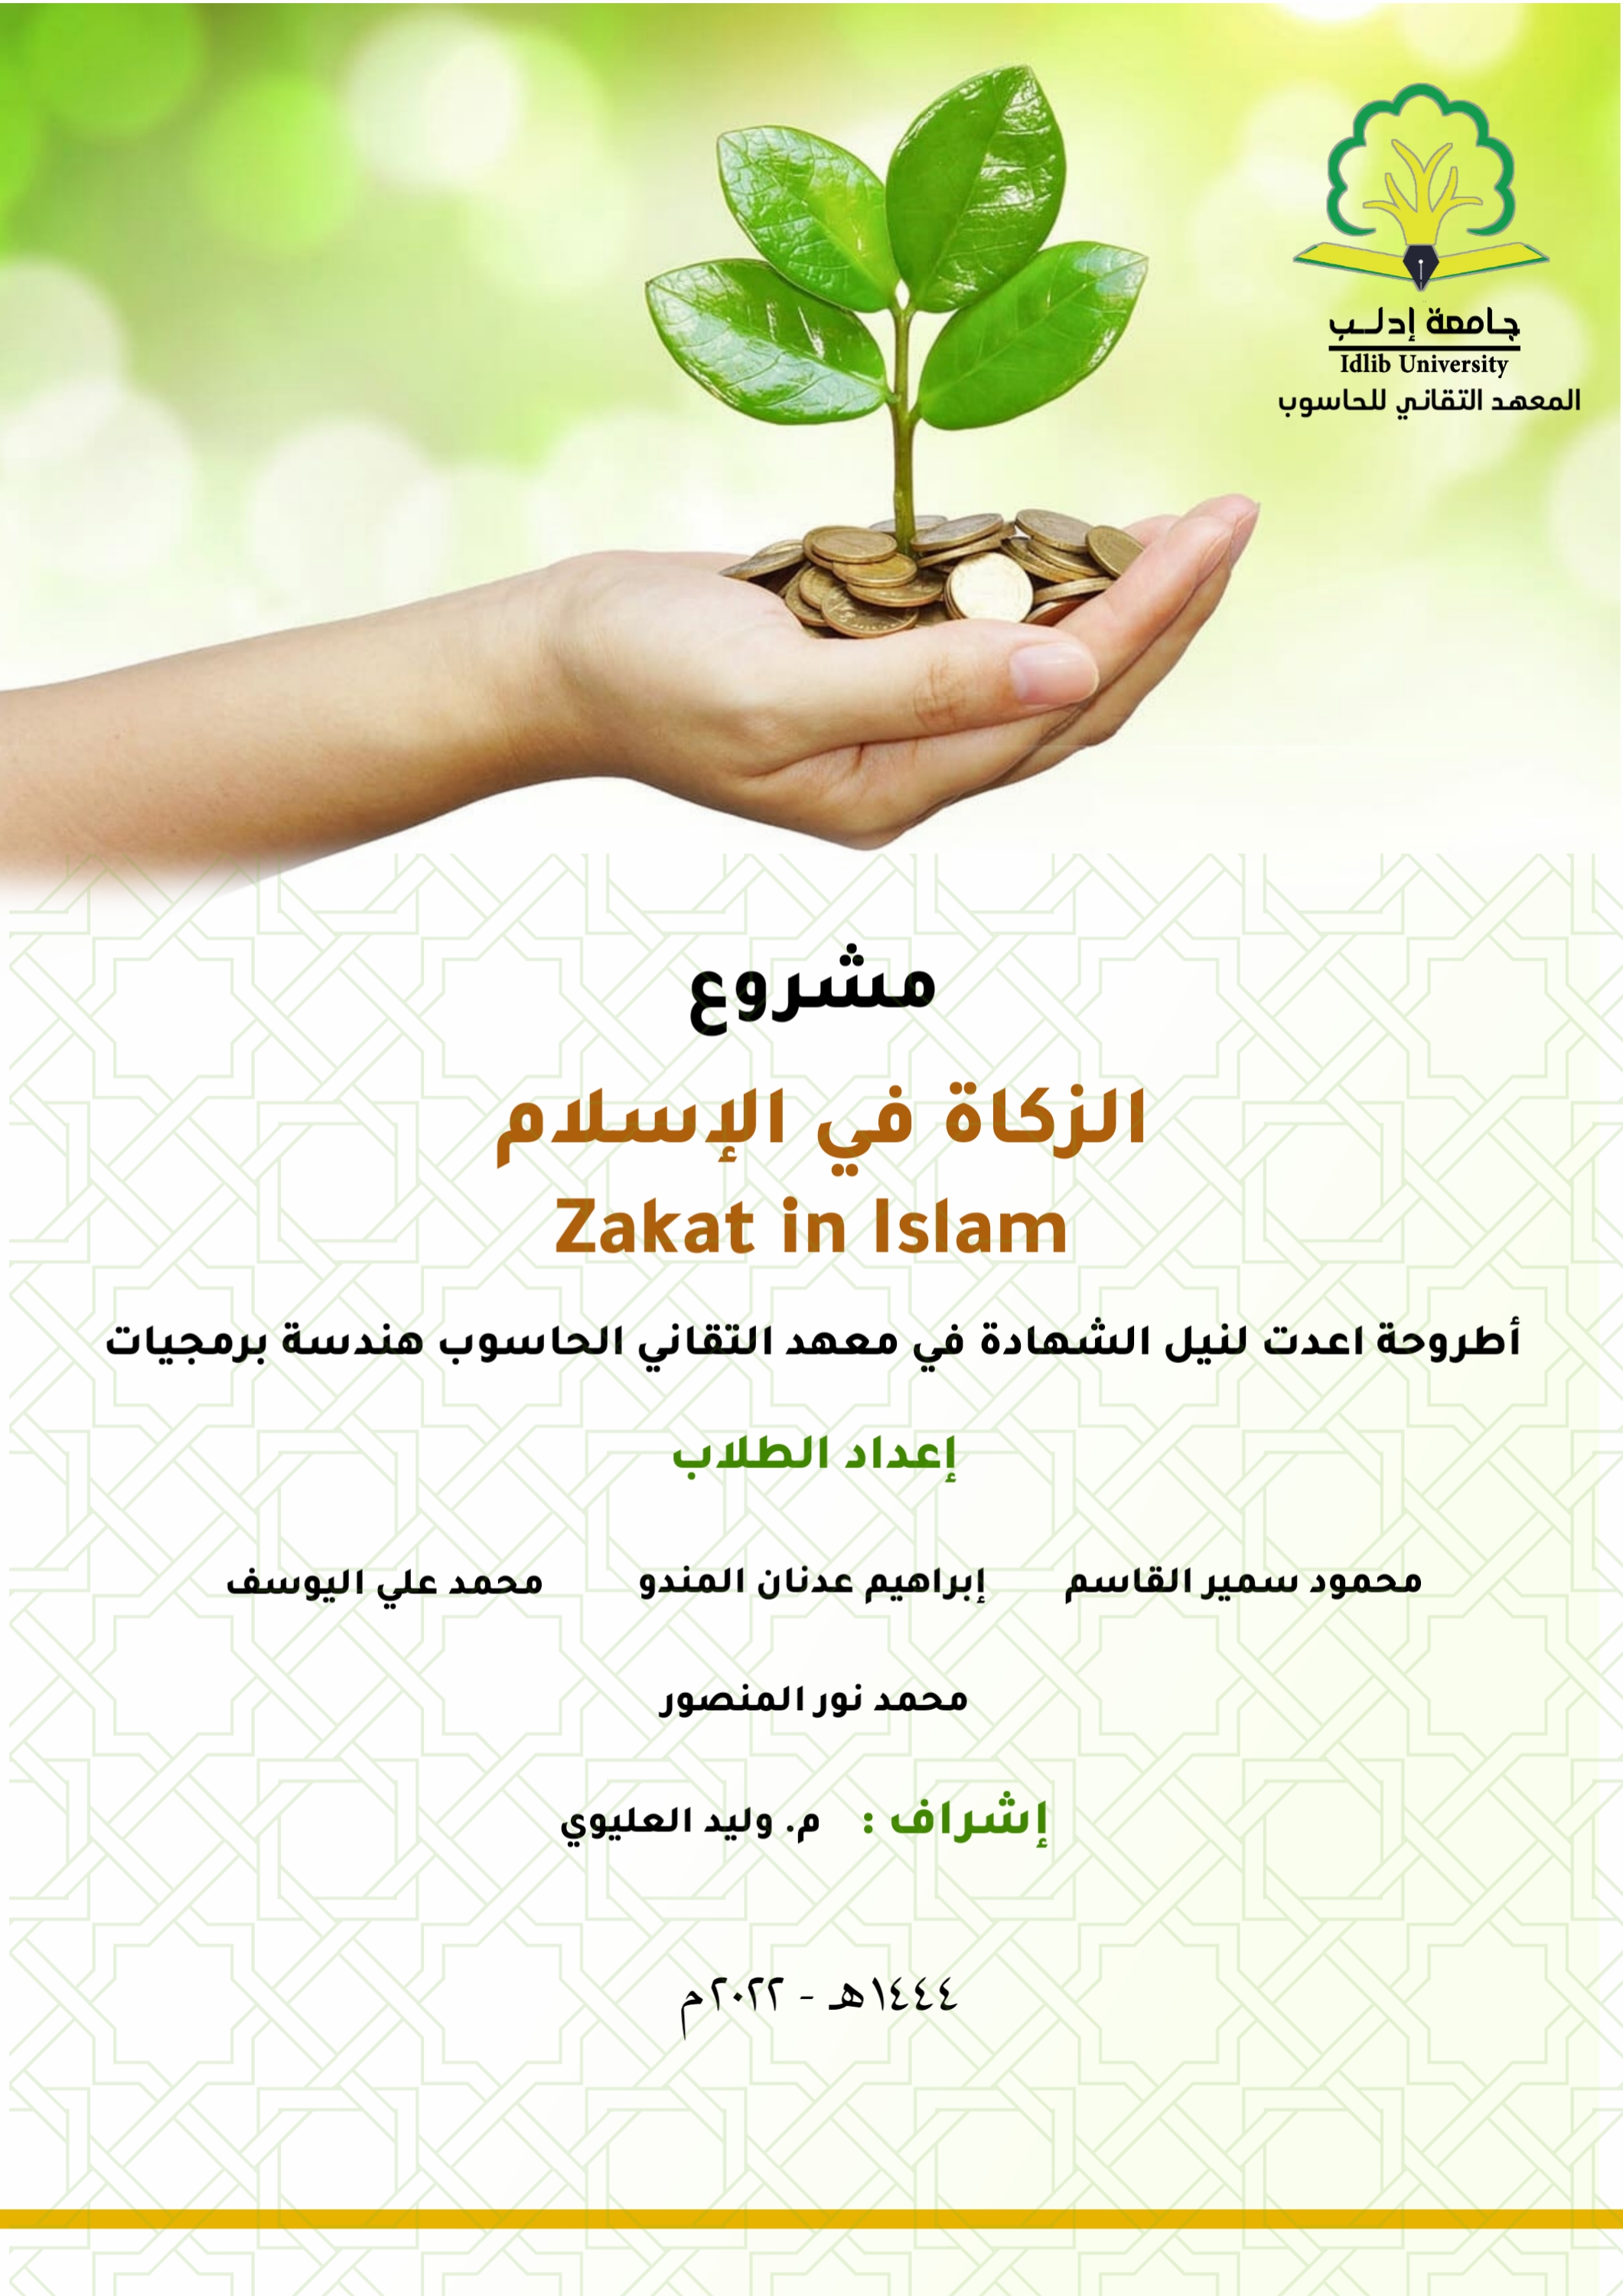 جامعة إدلب
Idlib University
المعهد التقاني للحاسوب
مشروع
الزكاة في الإسلام
Zakat in Islam
أطروحة اعدت لنيل الشهادة في معهد التقاني الحاسوب هندسة برمجيات
إعداد الطلاب
محمود سمير القاسم إبراهيم عدنان المندو محمد علي اليوسف
محمد نور المنصور
إشراف : م. وليد العليوي
١٤٤٤هـ - ٢٠٢٢م